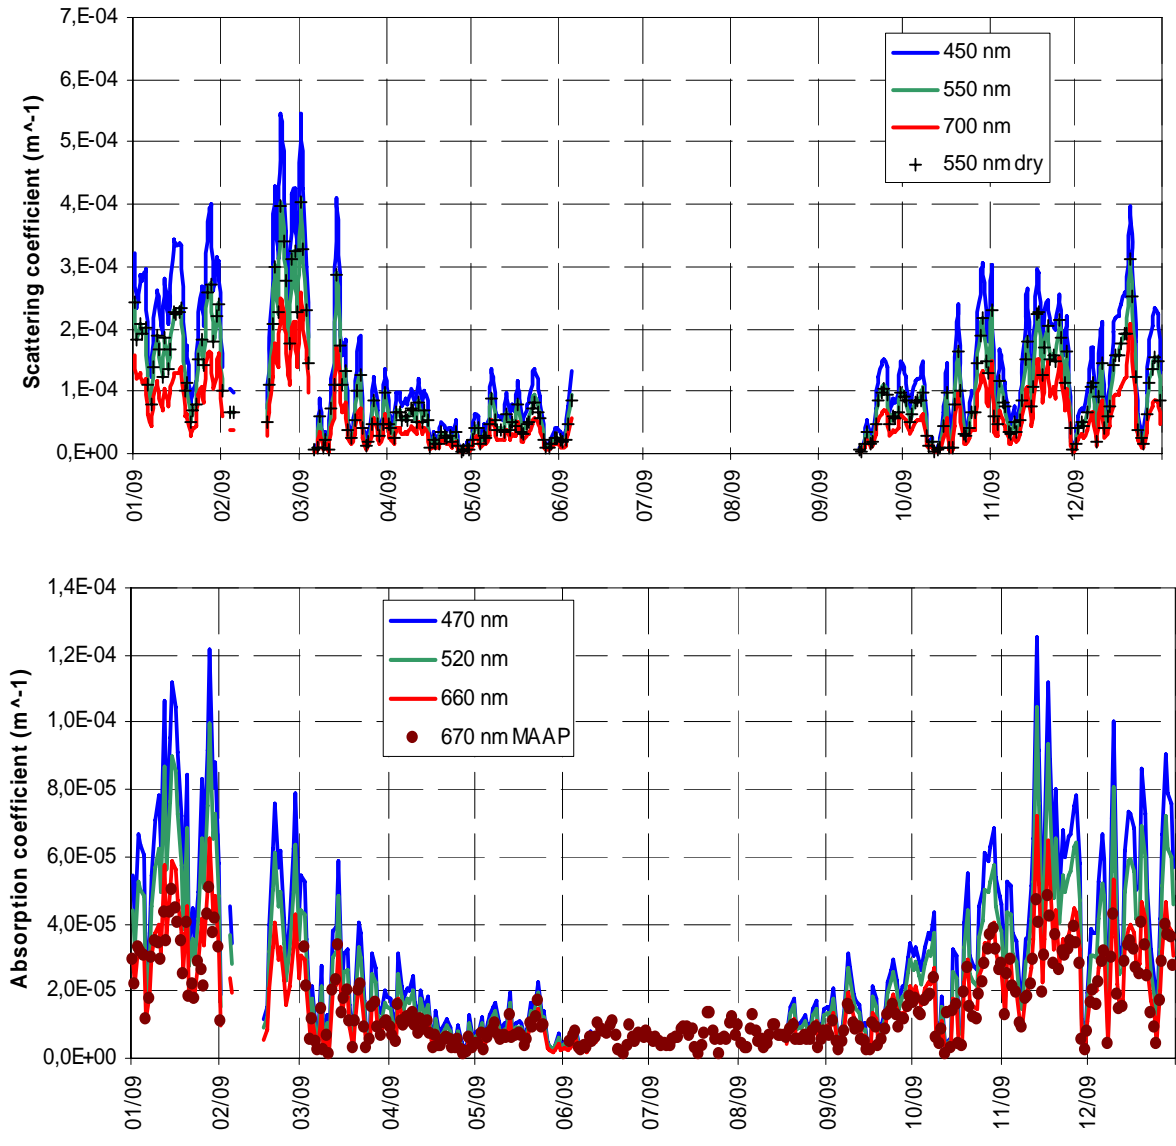 7,E-04
6,E-04
5,E-04
4,E-04
3,E-04
2,E-04
1,E-04
0,E+00
Scattering coefficient (m^-1)
450 nm
550 nm
700 nm
550 nm dry
01/09
02/09
03/09
04/09
05/09
06/09
07/09
08/09
09/09
10/09
11/09
12/09
1,4E-04
1,2E-04
1,0E-04
8,0E-05
6,0E-05
4,0E-05
2,0E-05
0,0E+00
Absorption coefficient (m^-1)
470 nm
520 nm
660 nm
670 nm MAAP
01/09
02/09
03/09
04/09
05/09
06/09
07/09
08/09
09/09
10/09
11/09
12/09